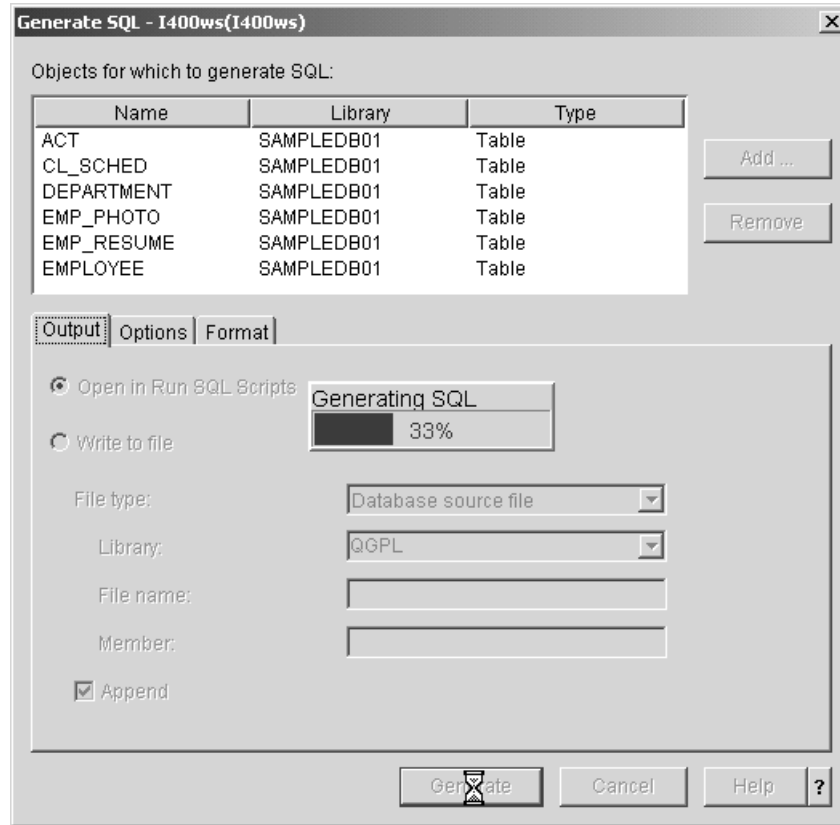 Generate SQL - I400ws(I400ws)
Objects for which to generate SQL:
Name Library Type
ACT SAMPLEDB01 Table
CL_SCHED SAMPLEDB01 Table
DEPARTMENT SAMPLEDB01 Table
EMP_PHOTO SAMPLEDB01 Table
EMP_RESUME SAMPLEDB01 Table
EMPLOYEE SAMPLEDB01 Table
Add ...
Remove
Output Options Format
Open in Run SQL Scripts
Generating SQL
33%
Write to file
File type: Database source file
Library: QGPL
File name:
Member:
Append
Generate Cancel Help ?